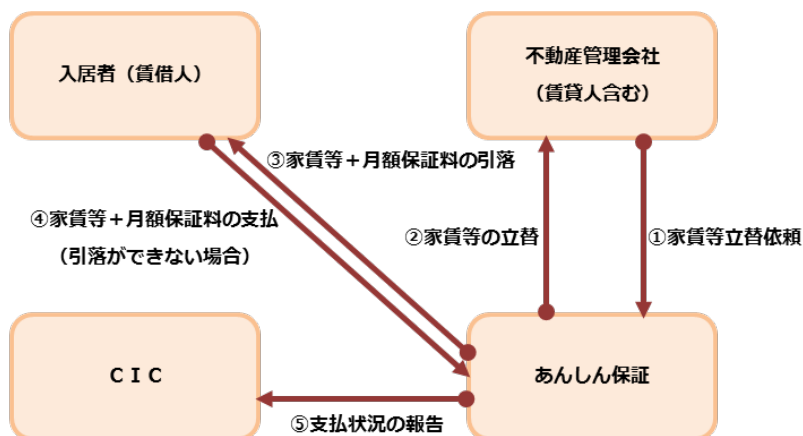 入居者（賃借人）
不動産管理会社
（賃貸人含む）
③家賃等＋月額保証料の引落
④家賃等＋月額保証料の支払
（引落ができない場合）
②家賃等の立替
①家賃等立替依頼
ＣＩＣ
あんしん保証
⑤支払状況の報告